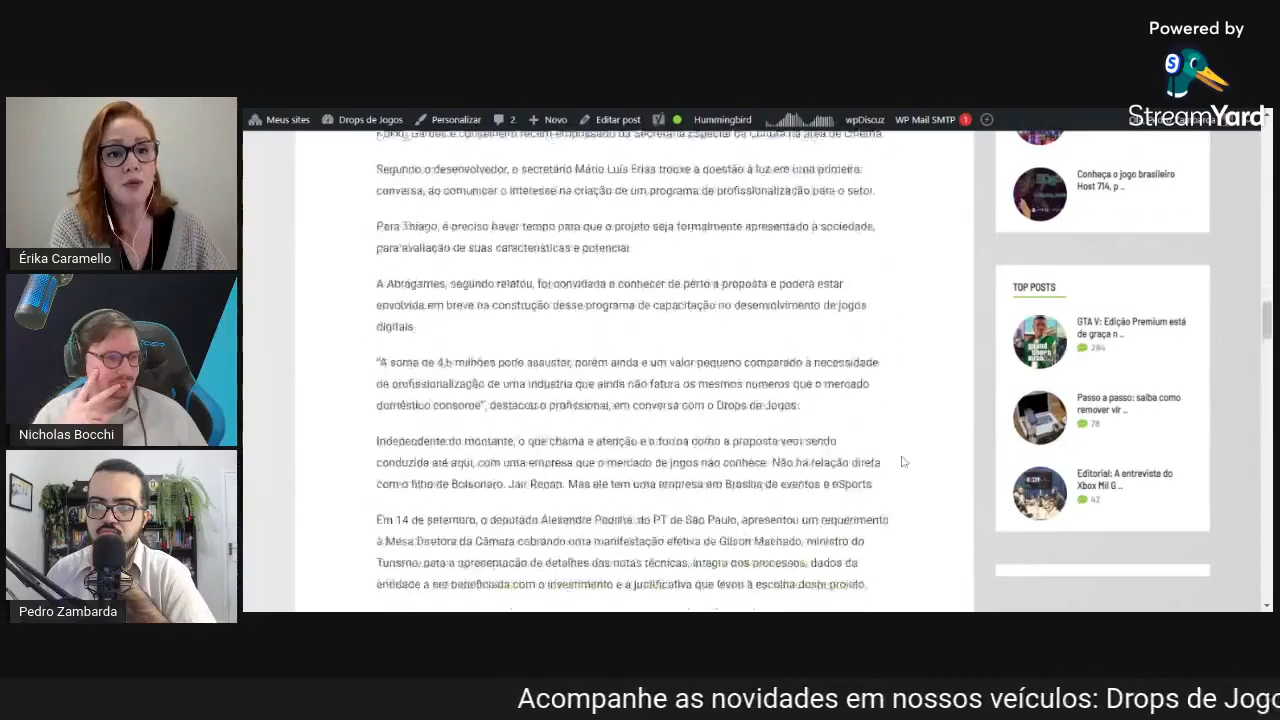 Powered by
StreamYard
Meus sites
Drops de Jogos
Personalizar
2
Novo
Editar post
Hummingbird
wpDiscuz
WP Mail SMTP
1
Segundo o desenvolvedor, o secretário Mário Luís Frias trouxe a questão à luz em uma primeira
conversa, ao comunicar o interesse na criação de um programa de profissionalização para o setor.
Para Thiago, é preciso haver tempo para que o projeto seja formalmente apresentado à sociedade,
para avaliação de suas características e potencial.
A Abragames, segundo relatou, foi convidada a conhecer de perto a proposta e poderá estar
envolvida em breve na construção desse programa de capacitação no desenvolvimento de jogos
digitais.
"A soma de milhões pode assustar, porém ainda é um valor pequeno comparado à necessidade
de profissionalização de uma indústria que ainda não fatura os mesmos números que o mercado
doméstico consome", destacou o profissional, em conversa com o Drops de Jogos.
Independente do montante, o que chama a atenção é a forma como a proposta vem sendo
conduzida até aqui, com uma empresa que o mercado de jogos não conhece. Não há relação direta
com o filho de Bolsonaro, Jair Renan. Mas ele tem uma empresa em Brasília de eventos e eSports
Em 14 de setembro, o deputado Alexandre Padilha, do PT de São Paulo, apresentou um requerimento
à Mesa Diretora da Câmara cobrando uma manifestação efetiva de Gilson Machado, ministro do
Turismo, para a apresentação de detalhes das notas técnicas, íntegra nos processos, dados da
entidade a ser beneficiada com o investimento e a justificativa que levou à escolha deste projeto.
Conheça o jogo brasileiro
Host 714, p ..
TOP POSTS
GTA V: Edição Premium está
de graça n ..
284
Passo a passo: saiba como
remover vír ..
78
Editorial: A entrevista do
Xbox Mil G ..
42
Érika Caramello
Nicholas Bocchi
Pedro Zambarda
Acompanhe as novidades em nossos veículos: Drops de Jogo